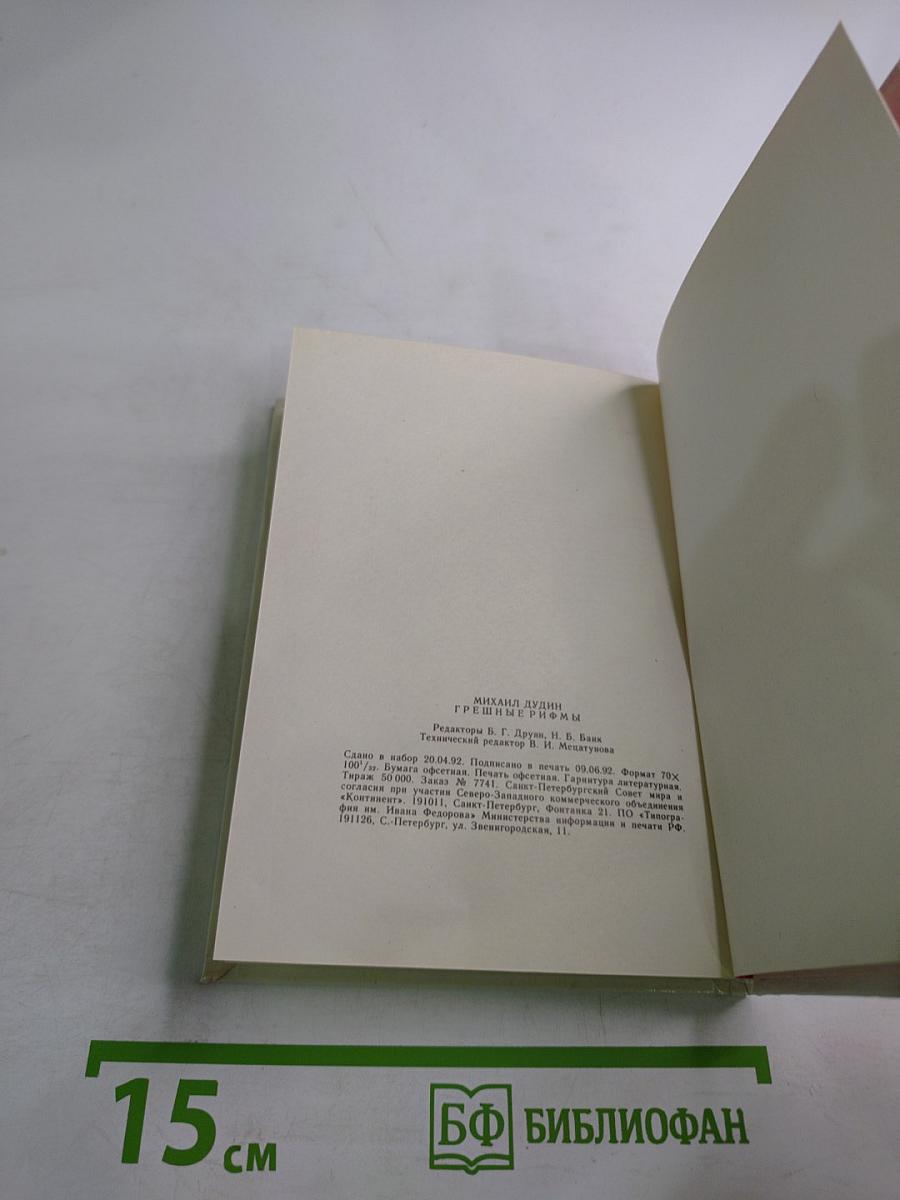 МИХАИЛ ДУДИН
ГРЕШНЫЕ РИФМЫ
Редакторы Б. Г. Друян, Н. Б. Банк
Технический редактор В. И. Мецатунова
Сдано в набор 20.04.92. Подписано в печать 09.06.92. Формат 70×
100¹/₃₂. Бумага офсетная. Печать офсетная. Гарнитура литературная.
Тираж 50 000. Заказ № 7741. Санкт-Петербургский Совет мира и
согласия при участии Северо-Западного коммерческого объединения
«Континент». 191011, Санкт-Петербург, Фонтанка 21. ПО «Типогра-
фия им. Ивана Федорова» Министерства информации и печати РФ.
191126, С.-Петербург, ул. Звенигородская, 11.
15 см
БФ БИБЛИОФАН